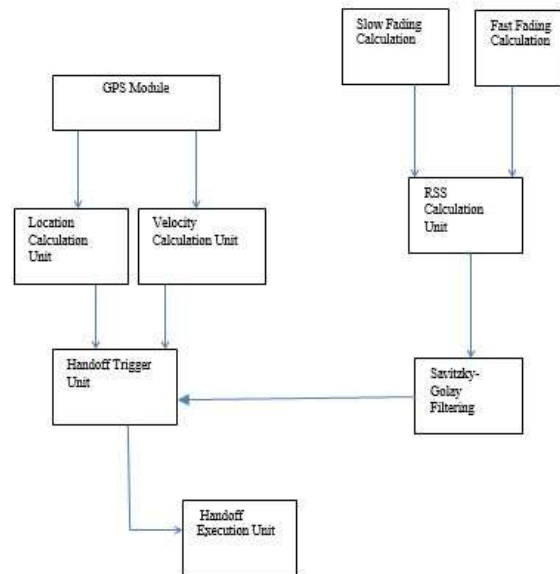 Slow Fading
Calculation
Fast Fading
Calculation
GPS Module
Location
Calculation
Unit
Velocity
Calculation Unit
RSS
Calculation
Unit
Handoff Trigger
Unit
Savitzky-
Golay
Filtering
Handoff
Execution Unit